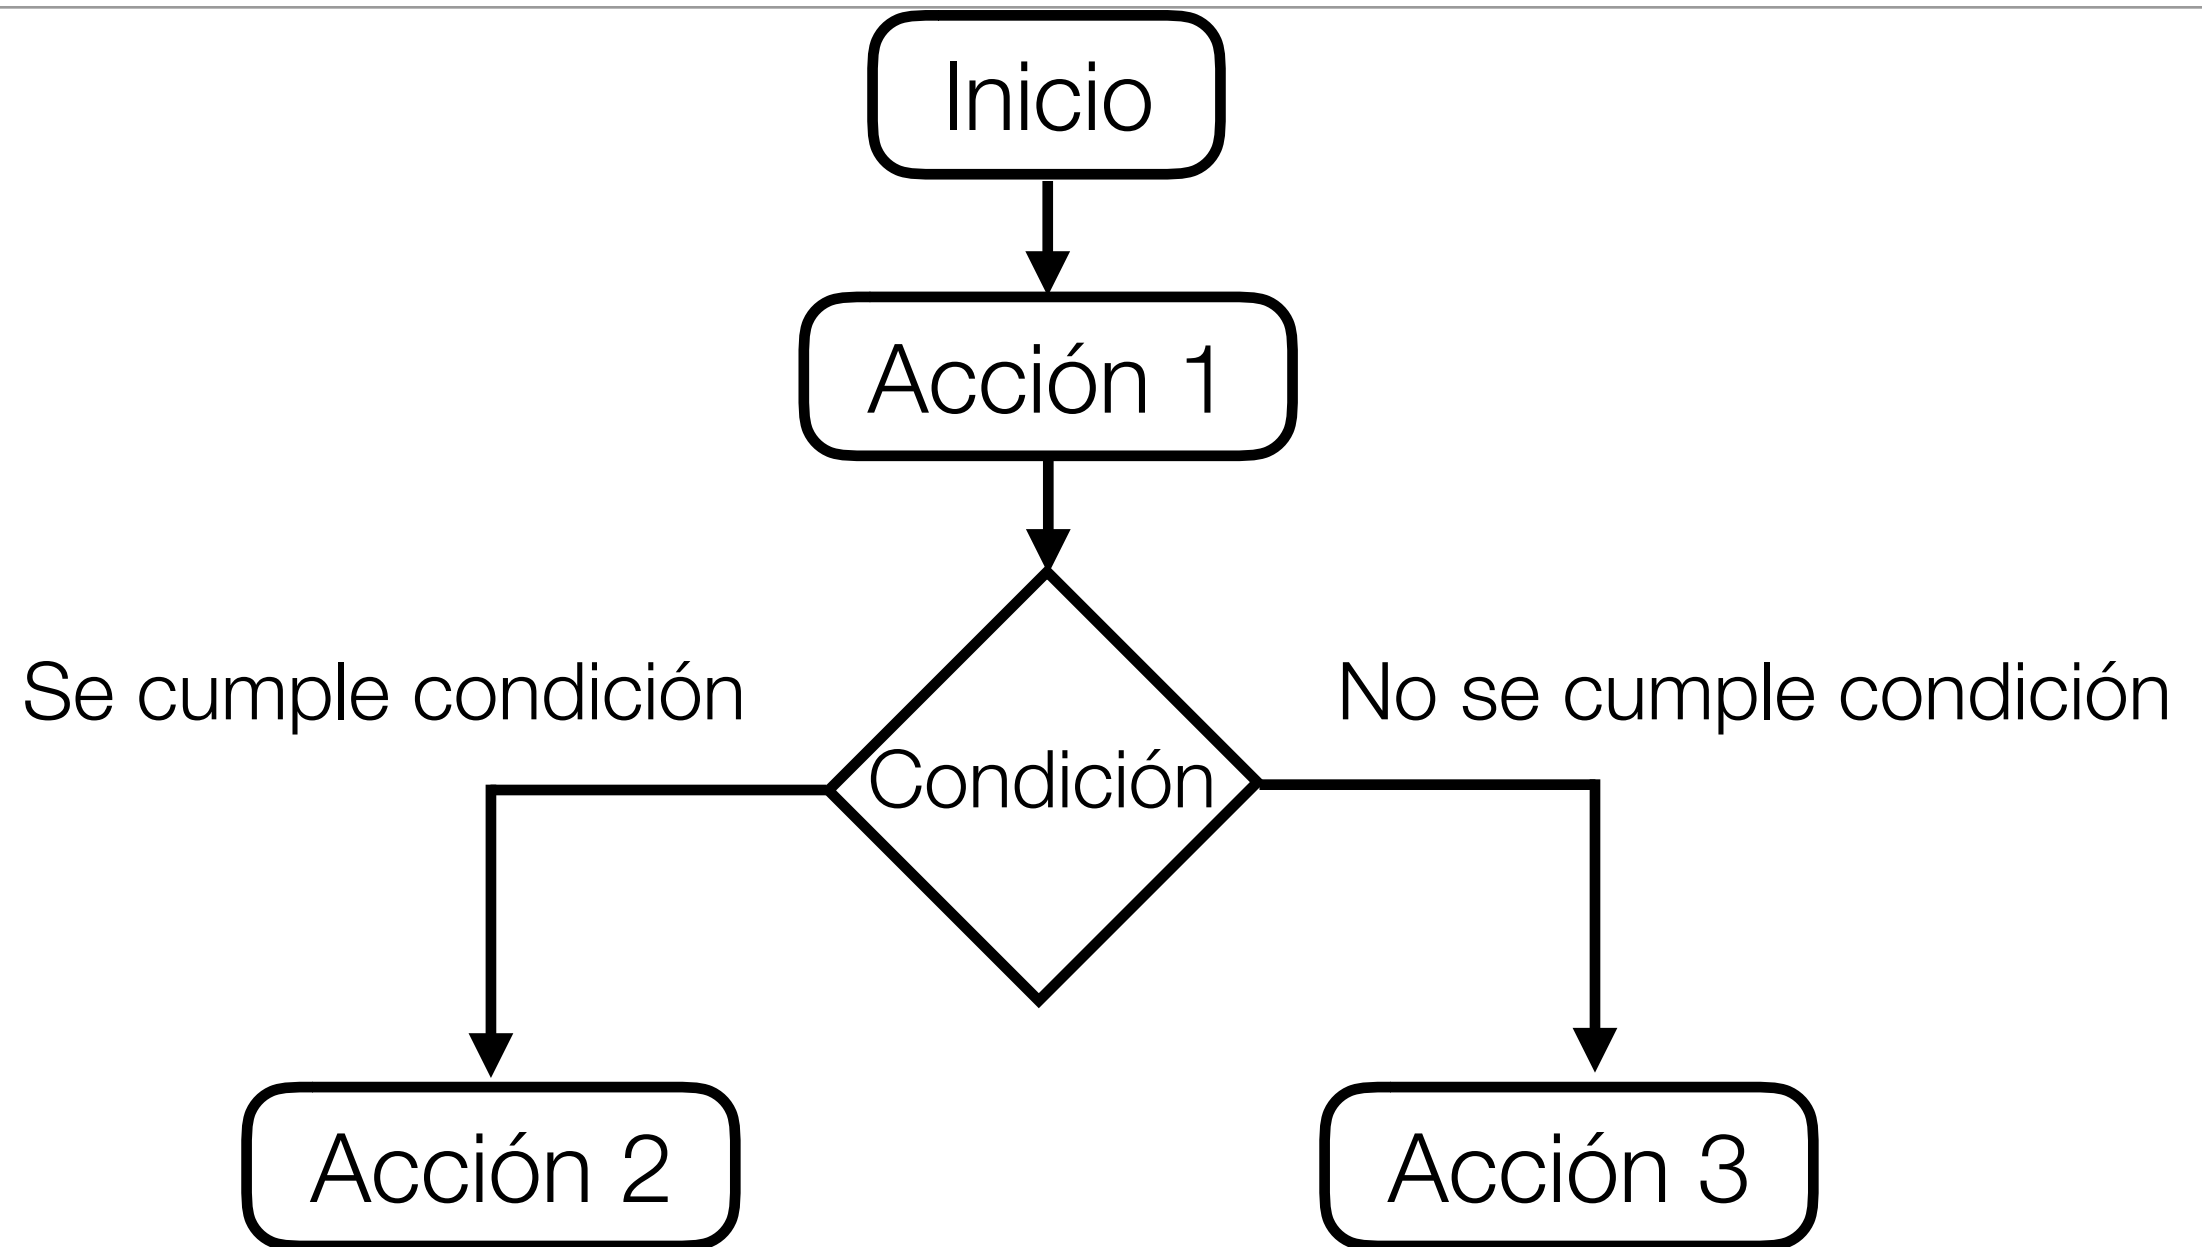 Inicio
Acción 1
Se cumple condición
No se cumple condición
Condición
Acción 2
Acción 3